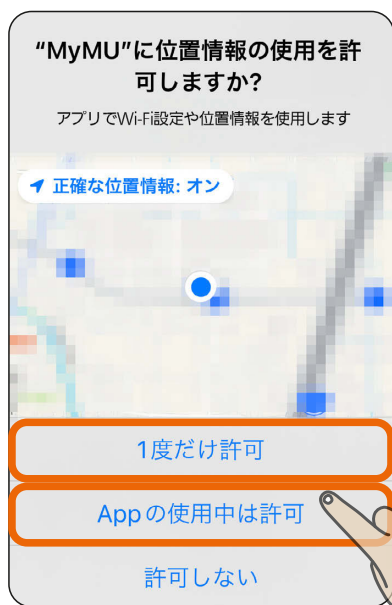 “MyMU”に位置情報の使用を許
可しますか?
アプリでWi-Fi設定や位置情報を使用します
正確な位置情報: オン
1度だけ許可
Appの使用中は許可
許可しない